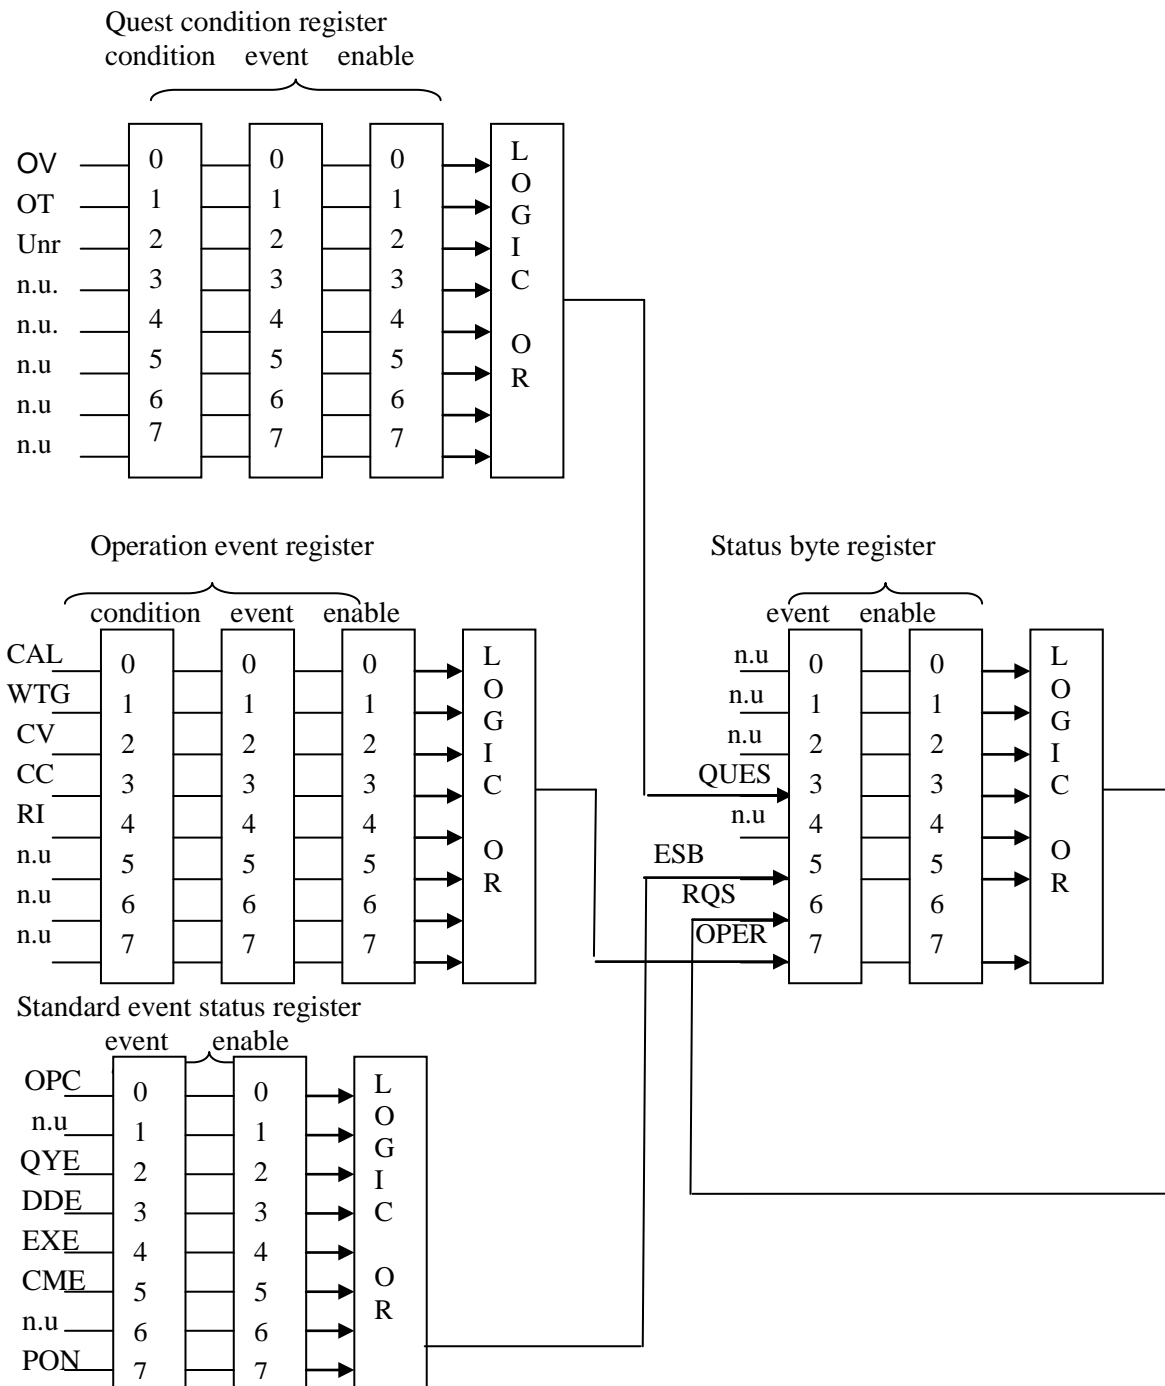 Quest condition register
condition event enable
OV 0 0 0 L
OT 1 1 1 O
Unr 2 2 2 G
n.u. 3 3 3 I
n.u. 4 4 4 C
n.u 5 5 5 O
n.u 6 6 6 R
n.u 7 7 7
Operation event register
condition event enable
CAL 0 0 0 L
WTG 1 1 1 O
CV 2 2 2 G
CC 3 3 3 I
RI 4 4 4 C
n.u 5 5 5 O
n.u 6 6 6 R
n.u 7 7 7
Status byte register
event enable
n.u 0 0 L
n.u 1 1 O
n.u 2 2 G
QUES 3 3 I
n.u 4 4 C
ESB 5 5 O
RQS 6 6 R
OPER 7 7
Standard event status register
event enable
OPC 0 0 L
n.u 1 1 O
QYE 2 2 G
DDE 3 3 I
EXE 4 4 C
CME 5 5 O
n.u 6 6 R
PON 7 7